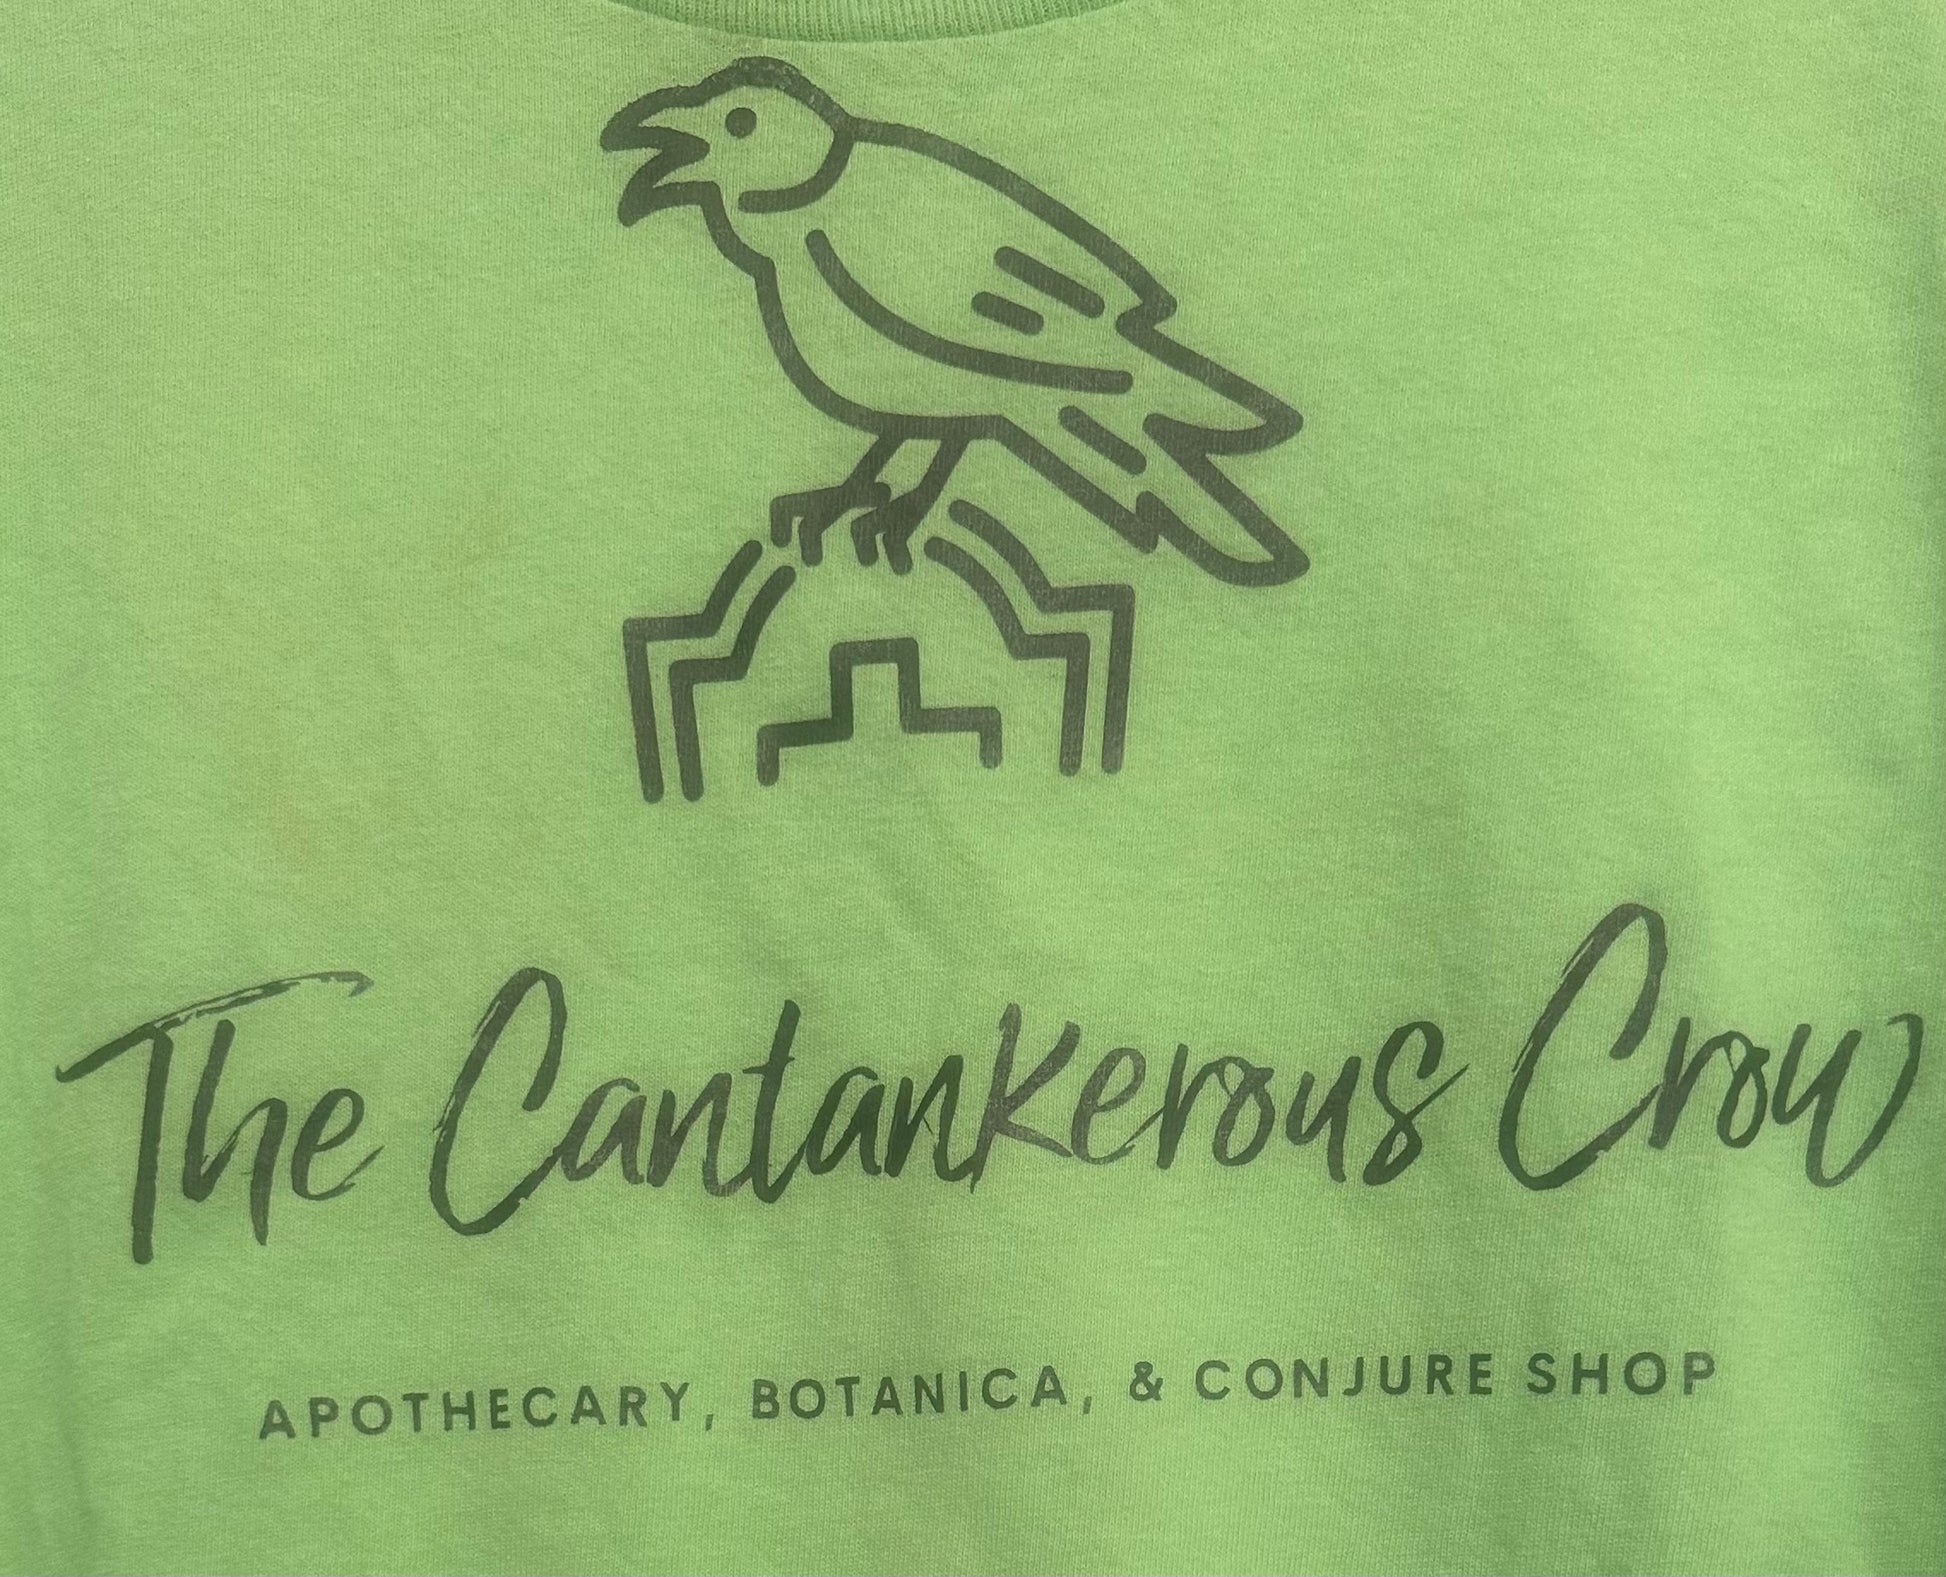 The Cantankerous Crow
APOTHECARY, BOTANICA, & CONJURE SHOP